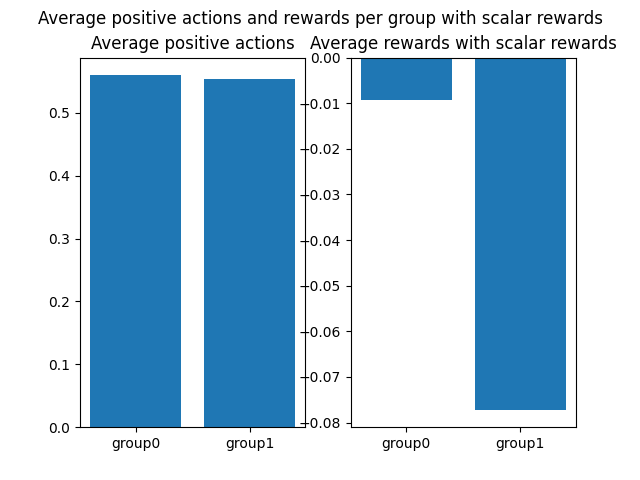 Average positive actions and rewards per group with scalar rewards
Average positive actions
0.5
0.4
0.3
0.2
0.1
0.0
group0
group1
Average rewards with scalar rewards
0.00
−0.01
−0.02
−0.03
−0.04
−0.05
−0.06
−0.07
−0.08
group0
group1